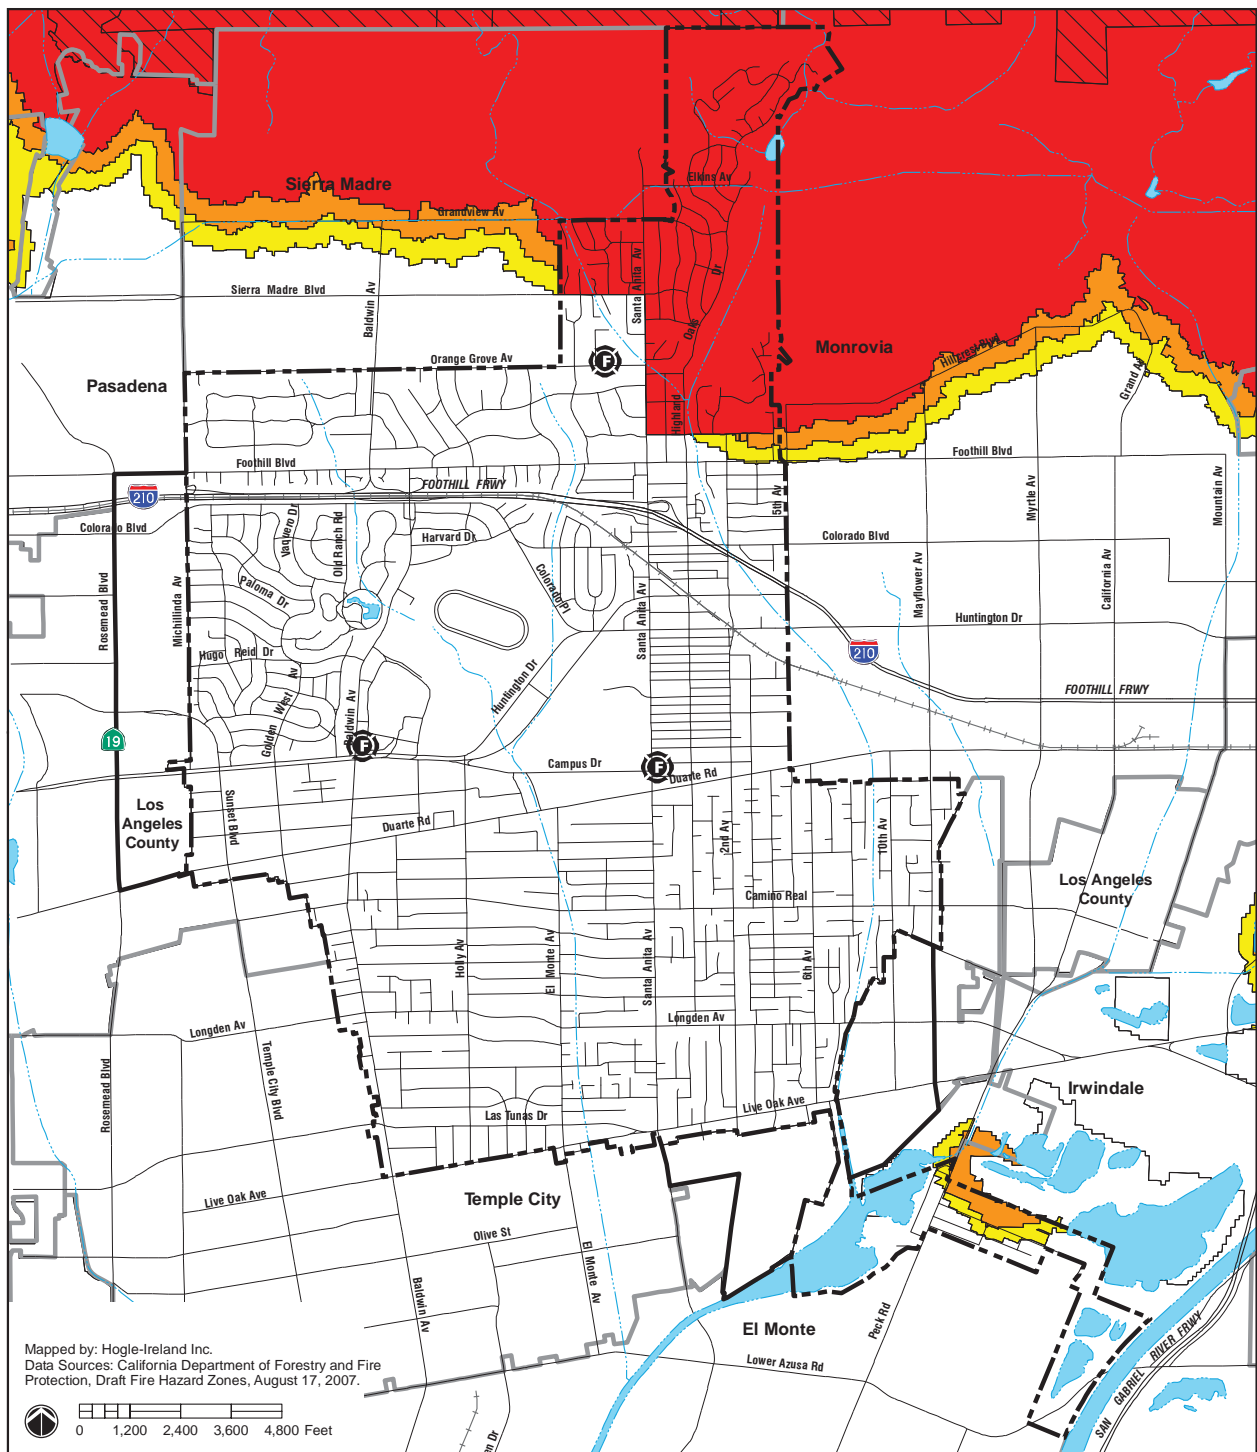 Sierra Madre
Elkins Av
Grandview Av
Santa Anita Av
Oaks
Dr
Sierra Madre Blvd
Baldwin Av
Orange Grove Av
F
Monrovia
Hillcrest Blvd
Grand Av
Pasadena
Highland
5th Av
Foothill Blvd
Foothill Blvd
210
FOOTHILL FRWY
Colorado Blvd
Vaquero Dr
Old Ranch Rd
Harvard Dr
Colorado Blvd
Myrtle Av
Mountain Av
Rosemead Blvd
Michillinda Av
Paloma Dr
Colorado Pl
Santa Anita Av
Mayflower Av
California Av
Huntington Dr
Hugo Reid Dr
Golden West Av
Baldwin Av
Huntington Dr
210
FOOTHILL FRWY
19
F
F
Campus Dr
Duarte Rd
Los
Angeles
County
Sunset Blvd
Duarte Rd
2nd Av
10th Av
Camino Real
Los Angeles
County
Holly Av
El Monte Av
Santa Anita Av
6th Av
Longden Av
Longden Av
Rosemead Blvd
Temple City Blvd
Las Tunas Dr
Live Oak Ave
Irwindale
Live Oak Ave
Temple City
Olive St
El Monte Av
Baldwin Av
El Monte
Peck Rd
Lower Azusa Rd
SAN GABRIEL RIVER FRWY
en Dr
Mapped by: Hogle-Ireland Inc.
Data Sources: California Department of Forestry and Fire
Protection, Draft Fire Hazard Zones, August 17, 2007.
0 1,200 2,400 3,600 4,800 Feet